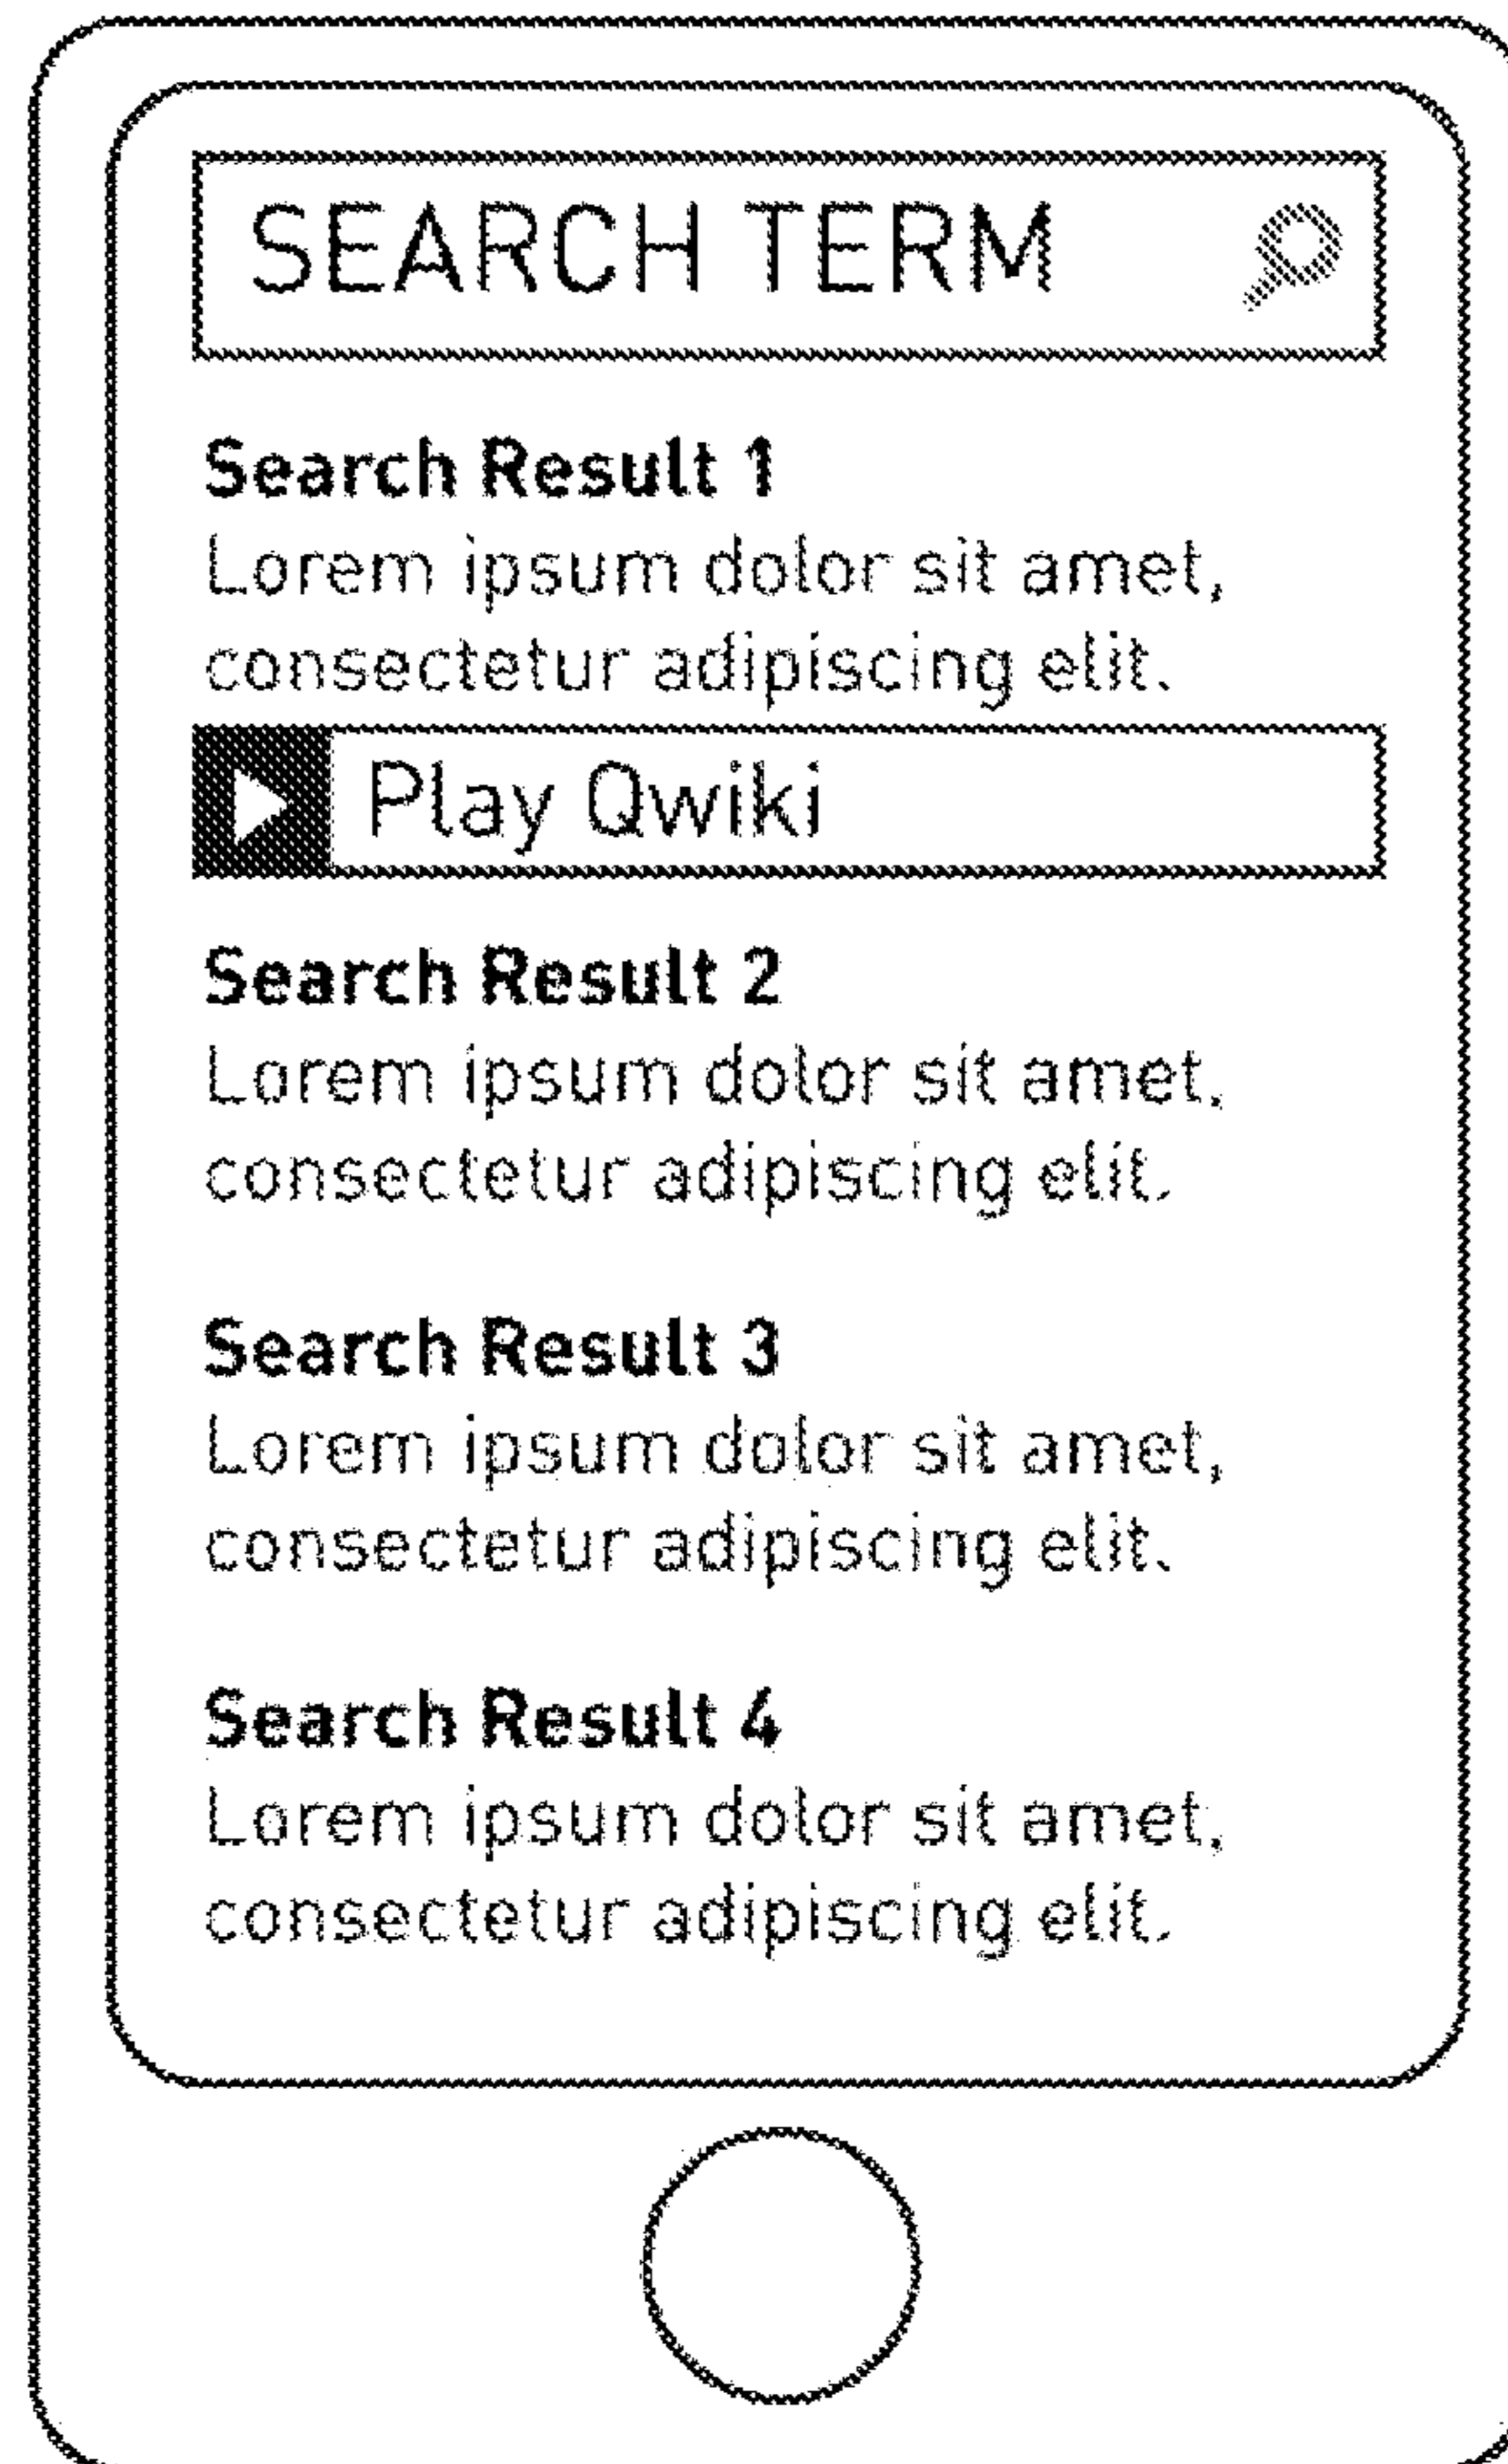 SEARCH TERM
Search Result 1
Lorem ipsum dolor sit amet,
consectetur adipiscing elit.
Play Qwiki
Search Result 2
Lorem ipsum dolor sit amet,
consectetur adipiscing elit.
Search Result 3
Lorem ipsum dolor sit amet,
consectetur adipiscing elit.
Search Result 4
Lorem ipsum dolor sit amet,
consectetur adipiscing elit.